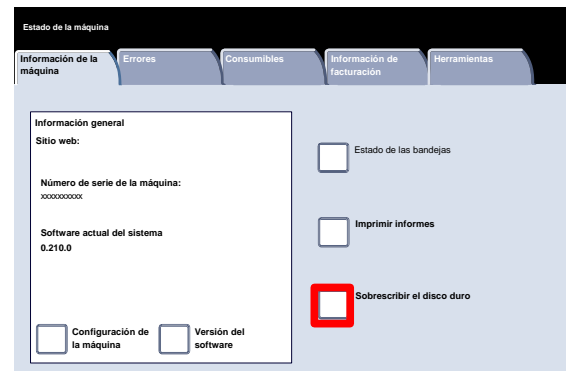 Estado de la máquina
Información de la
máquina
Errores
Consumibles
Información de
facturación
Herramientas
Información general
Sitio web:
Número de serie de la máquina:
xxxxxxxxxx
Software actual del sistema
0.210.0
Configuración de
la máquina
Versión del
software
Estado de las bandejas
Imprimir informes
Sobrescribir el disco duro